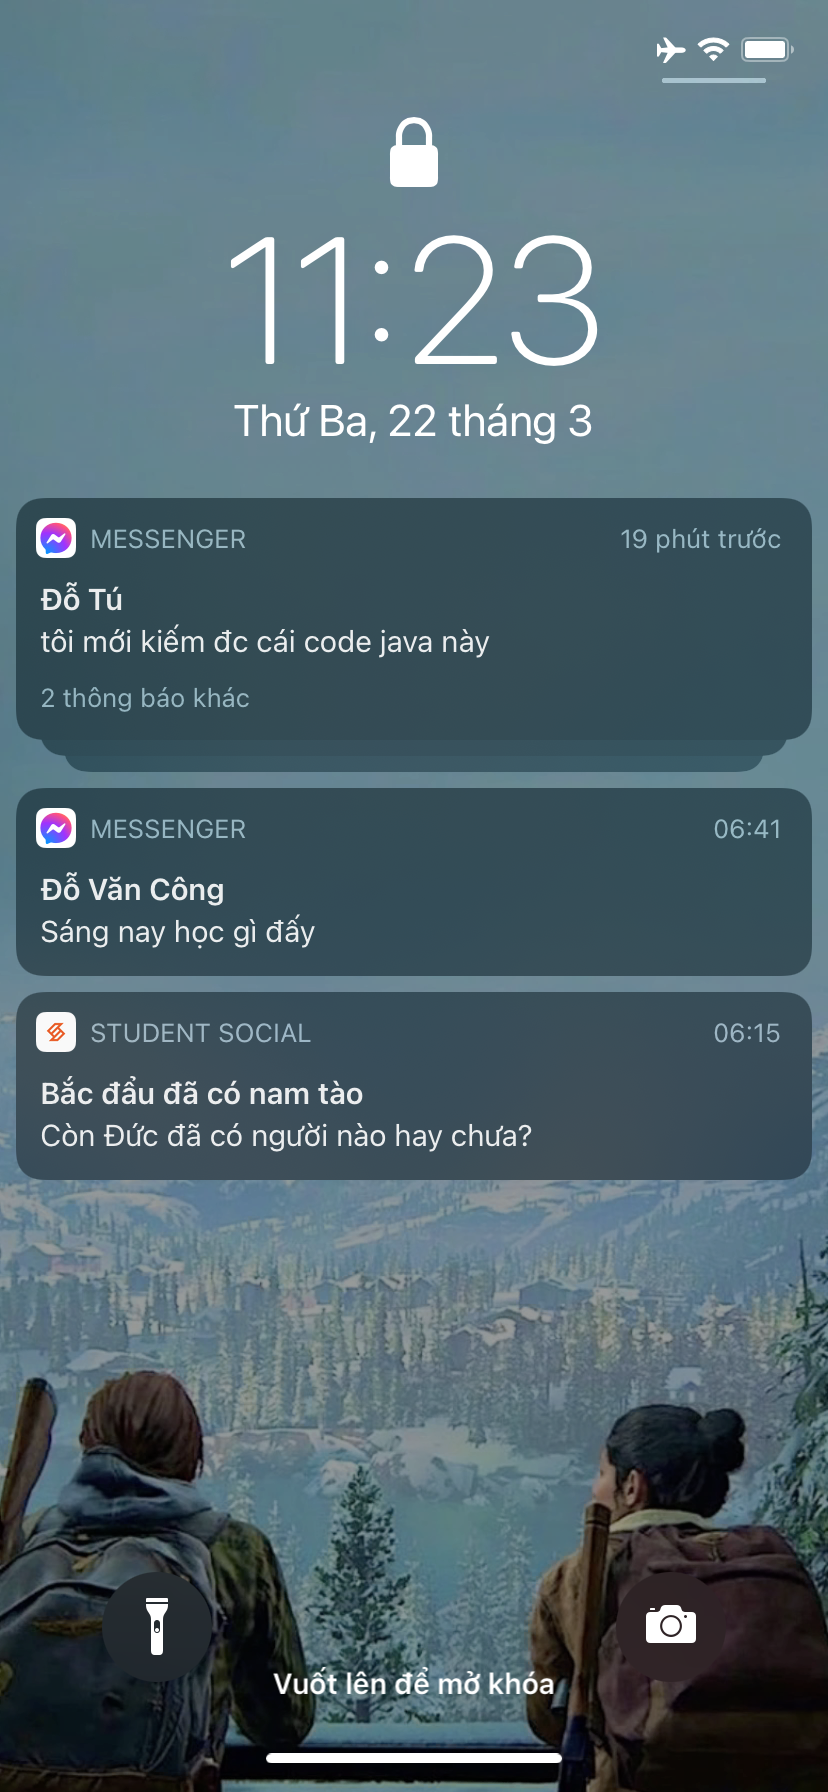 11:23
Thứ Ba, 22 tháng 3
MESSENGER 19 phút trước
Đỗ Tú
tôi mới kiếm đc cái code java này
2 thông báo khác
MESSENGER 06:41
Đỗ Văn Công
Sáng nay học gì đấy
STUDENT SOCIAL 06:15
Bắc đẩu đã có nam tào
Còn Đức đã có người nào hay chưa?
Vuốt lên để mở khóa